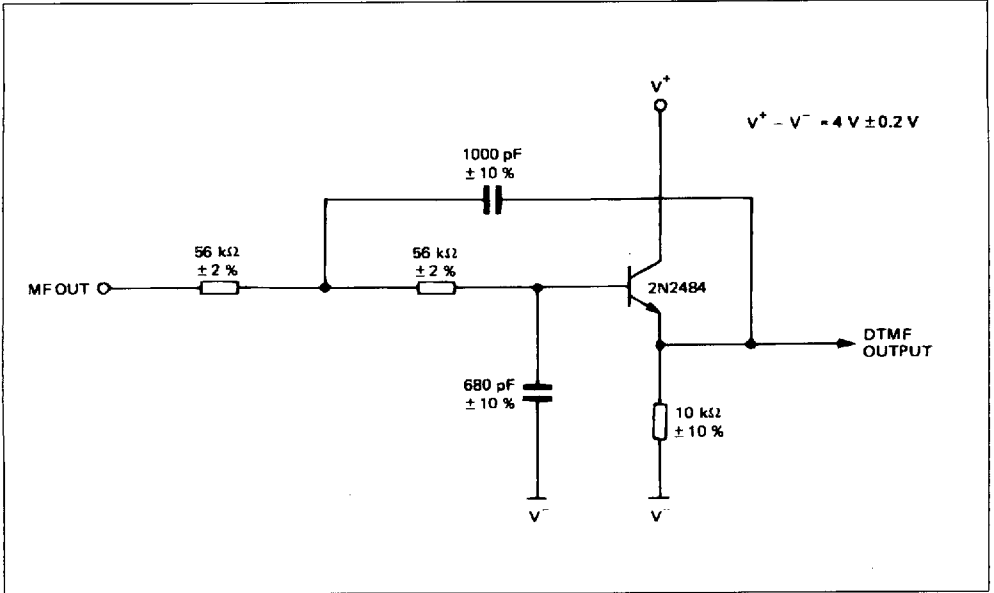 V⁺
V⁺ – V⁻ = 4 V ±0.2 V
1000 pF
± 10 %
56 kΩ
± 2 %
56 kΩ
± 2 %
MF OUT
2N2484
DTMF
OUTPUT
680 pF
± 10 %
10 kΩ
± 10 %
V⁻
V⁻